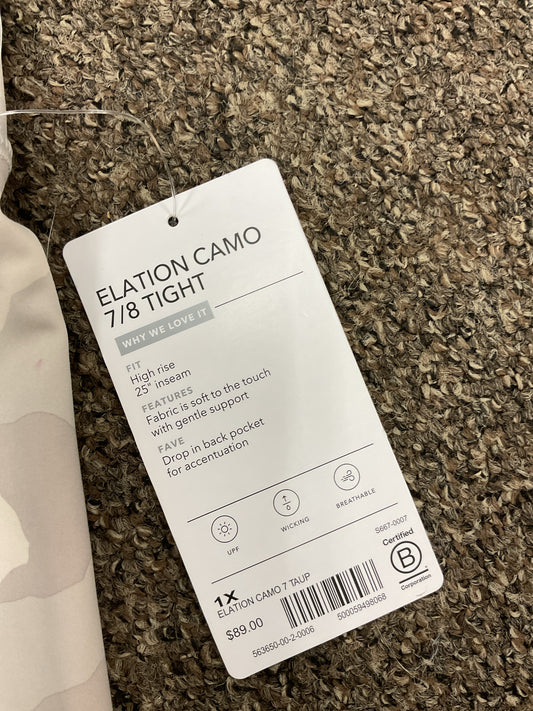 ELATION CAMO
7/8 TIGHT
WHY WE LOVE IT
FIT
High rise
25" inseam
FEATURES
Fabric is soft to the touch
with gentle support
FAVE
Drop in back pocket
for accentuation
UPF
WICKING
BREATHABLE
S667-0007
Certified
B
Corporation
1X
ELATION CAMO 7 TAUP
$89.00
563650-00-2-0006
500059498068